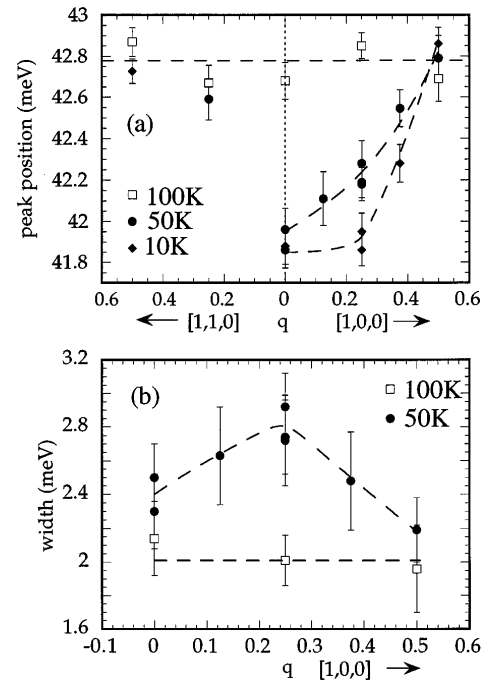 43
42.8
42.6
42.4
42.2
42
41.8
peak position (meV)
(a)
100K
50K
10K
0.6 0.4 0.2 0 0.2 0.4 0.6
[1,1,0] q [1,0,0]
3.2
2.8
2.4
2
1.6
width (meV)
(b)
100K
50K
-0.1 0 0.1 0.2 0.3 0.4 0.5 0.6
q [1,0,0]